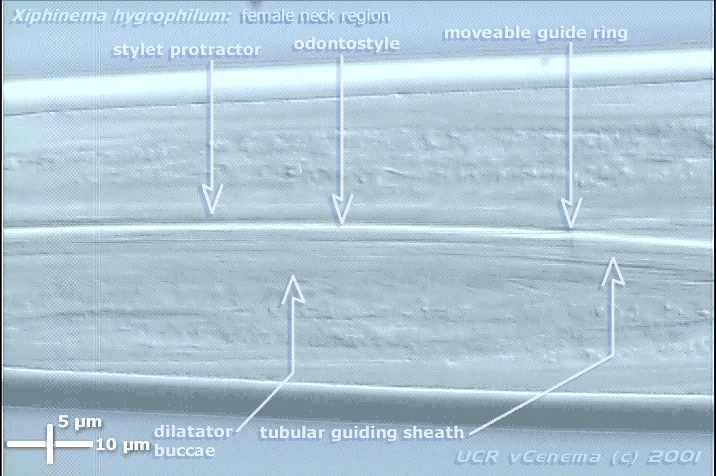 Xiphinema hygrophilum: female neck region
stylet protractor
odontostyle
moveable guide ring
5 µm
10 µm
dilatator
buccae
tubular guiding sheath
UCR vCenema (c) 2001